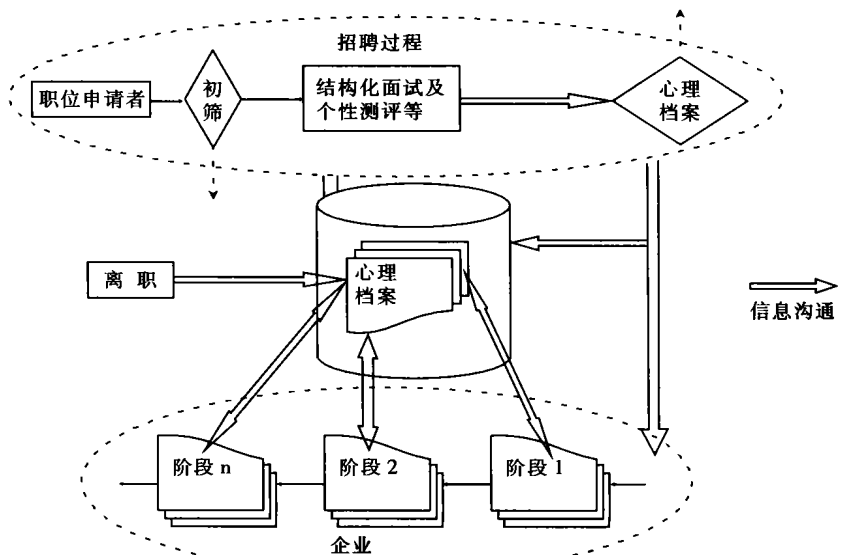 招聘过程
职位申请者
初
筛
结构化面试及
个性测评等
心理
档案
离 职
心理
档案
信息沟通
阶段 n
阶段 2
阶段 1
企业